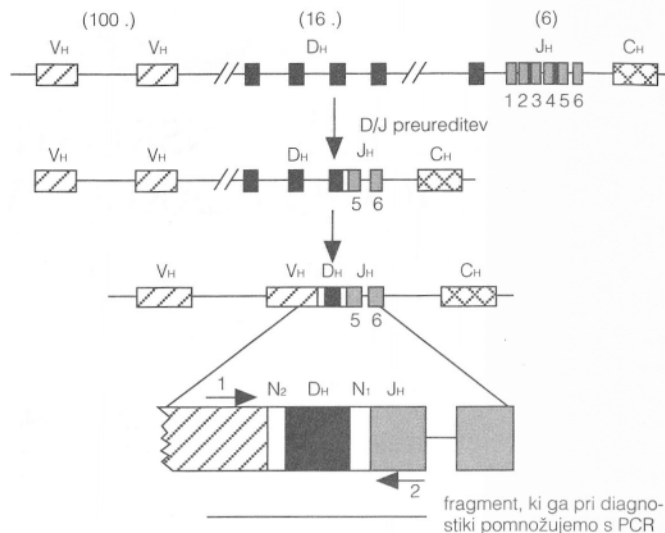 (100 .) (16 .) (6)
VH VH DH JH CH
1 2 3 4 5 6
D/J preureditev
VH VH DH JH CH
5 6
VH VH DH JH CH
5 6
1 N2 DH N1 JH
2
fragment, ki ga pri diagno-
stiki pomnožujemo s PCR